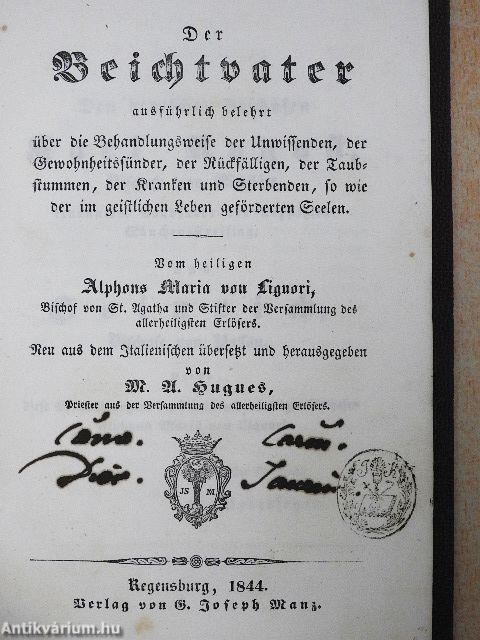 Der
Beichtvater
ausführlich belehrt
über die Behandlungsweise der Unwissenden, der
Gewohnheitssünder, der Rückfälligen, der Taub-
stummen, der Kranken und Sterbenden, so wie
der im geistlichen Leben geförderten Seelen.
Vom heiligen
Alphons Maria von Liguori,
Bischof von St. Agatha und Stifter der Versammlung des
allerheiligsten Erlösers.
Neu aus dem Italienischen übersetzt und herausgegeben
von
M. A. Hugues,
Priester aus der Versammlung des allerheiligsten Erlösers.
JS M
Regensburg, 1844.
Verlag von G. Joseph Manz.
Antikvárium.hu